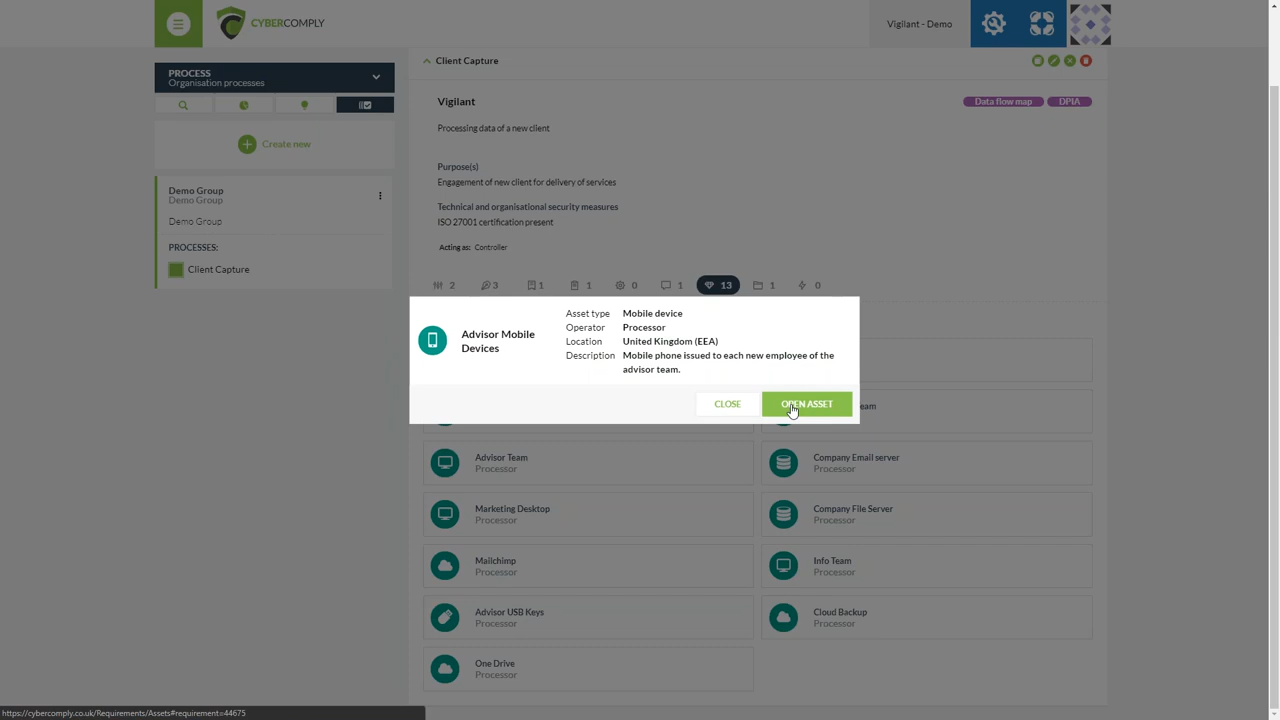 CYBERCOMPLY
Vigilant - Demo
PROCESS
Organisation processes
Create new
Demo Group
Demo Group
Demo Group
PROCESSES:
Client Capture
Client Capture
Vigilant
Data flow map
DPIA
Processing data of a new client
Purpose(s)
Engagement of new client for delivery of services
Technical and organisational security measures
ISO 27001 certification present
Acting as: Controller
2
3
1
1
0
1
13
1
0
Advisor Mobile
Devices
Asset type Mobile device
Operator Processor
Location United Kingdom (EEA)
Description Mobile phone issued to each new employee of the
advisor team.
CLOSE
OPEN ASSET
Advisor Team
Processor
Company Email server
Processor
Marketing Desktop
Processor
Company File Server
Processor
Mailchimp
Processor
Info Team
Processor
Advisor USB Keys
Processor
Cloud Backup
Processor
One Drive
Processor
https://cybercomply.co.uk/Requirements/Assets#requirement=44675